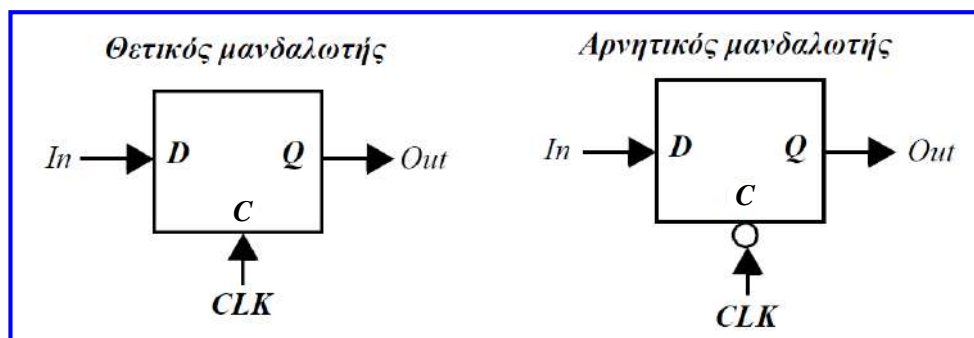 Θετικός μανδαλωτής
In D Q Out
C
CLK
Αρνητικός μανδαλωτής
In D Q Out
C
CLK